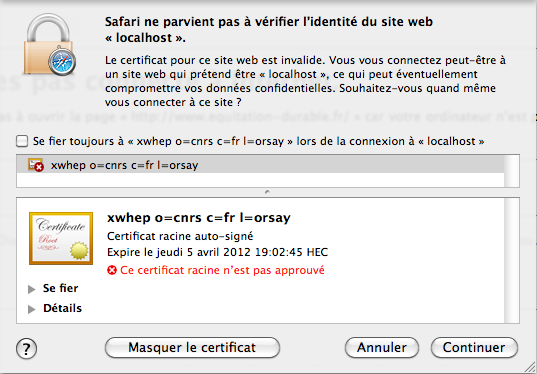 Safari ne parvient pas à vérifier l'identité du site web
« localhost ».
Le certificat pour ce site web est invalide. Vous vous connectez peut-être à
un site web qui prétend être « localhost », ce qui peut éventuellement
compromettre vos données confidentielles. Souhaitez-vous quand même
vous connecter à ce site ?
Se fier toujours à « xwhep o=cnrs c=fr l=orsay » lors de la connexion à « localhost »
xwhep o=cnrs c=fr l=orsay
Certificate
Root
xwhep o=cnrs c=fr l=orsay
Certificat racine auto-signé
Expire le jeudi 5 avril 2012 19:02:45 HEC
Ce certificat racine n'est pas approuvé
Se fier
Détails
?
Masquer le certificat
Annuler
Continuer